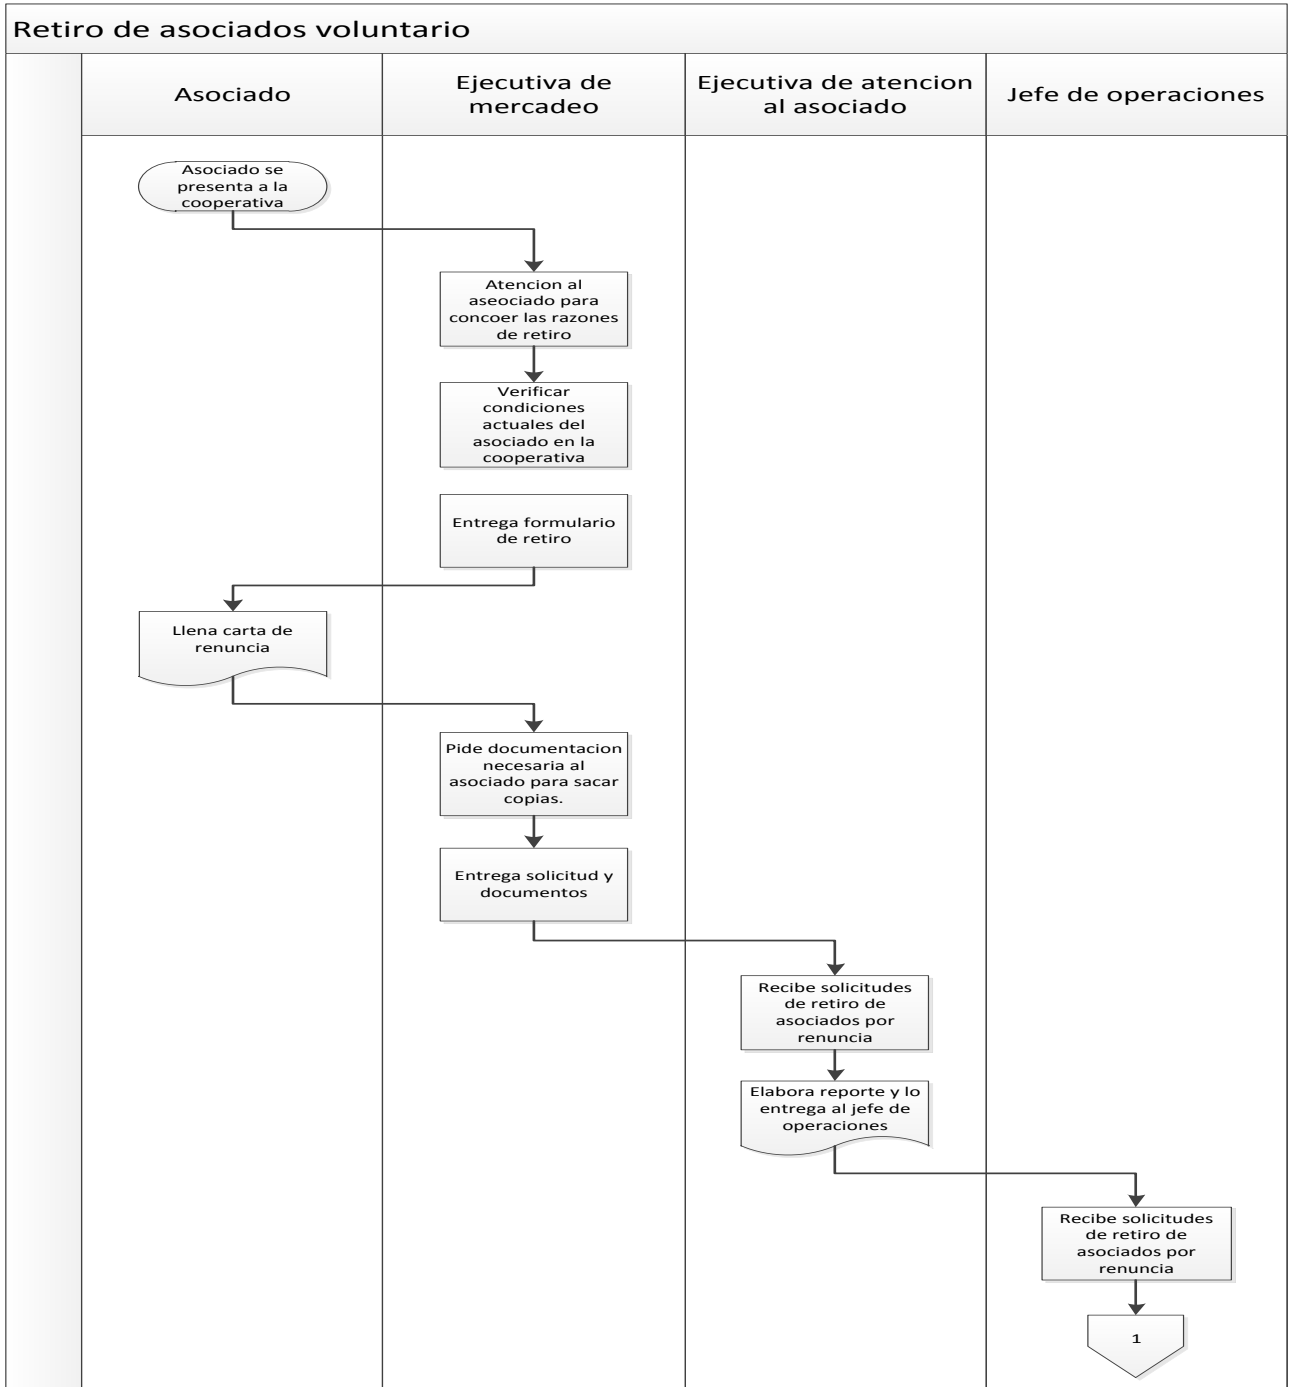 Retiro de asociados voluntario
Asociado
Ejecutiva de
mercadeo
Ejecutiva de atencion
al asociado
Jefe de operaciones
Asociado se
presenta a la
cooperativa
Atencion al
aseociado para
concoer las razones
de retiro
Verificar
condiciones
actuales del
asociado en la
cooperativa
Entrega formulario
de retiro
Llena carta de
renuncia
Pide documentacion
necesaria al
asociado para sacar
copias.
Entrega solicitud y
documentos
Recibe solicitudes
de retiro de
asociados por
renuncia
Elabora reporte y lo
entrega al jefe de
operaciones
Recibe solicitudes
de retiro de
asociados por
renuncia
1